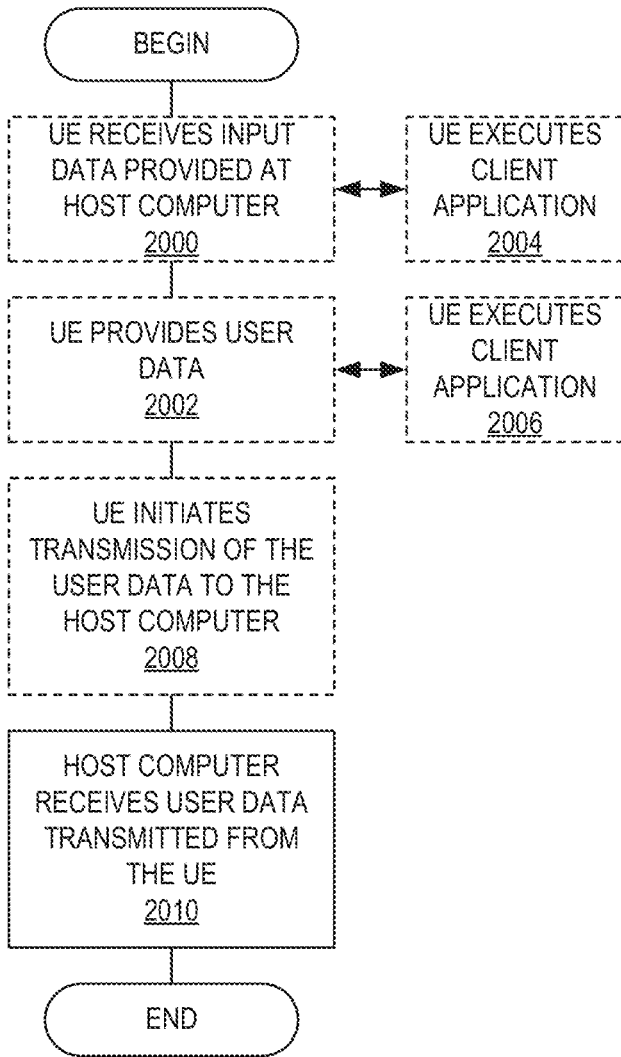 BEGIN
UE RECEIVES INPUT
DATA PROVIDED AT
HOST COMPUTER
2000
UE EXECUTES
CLIENT
APPLICATION
2004
UE PROVIDES USER
DATA
2002
UE EXECUTES
CLIENT
APPLICATION
2006
UE INITIATES
TRANSMISSION OF THE
USER DATA TO THE
HOST COMPUTER
2008
HOST COMPUTER
RECEIVES USER DATA
TRANSMITTED FROM
THE UE
2010
END